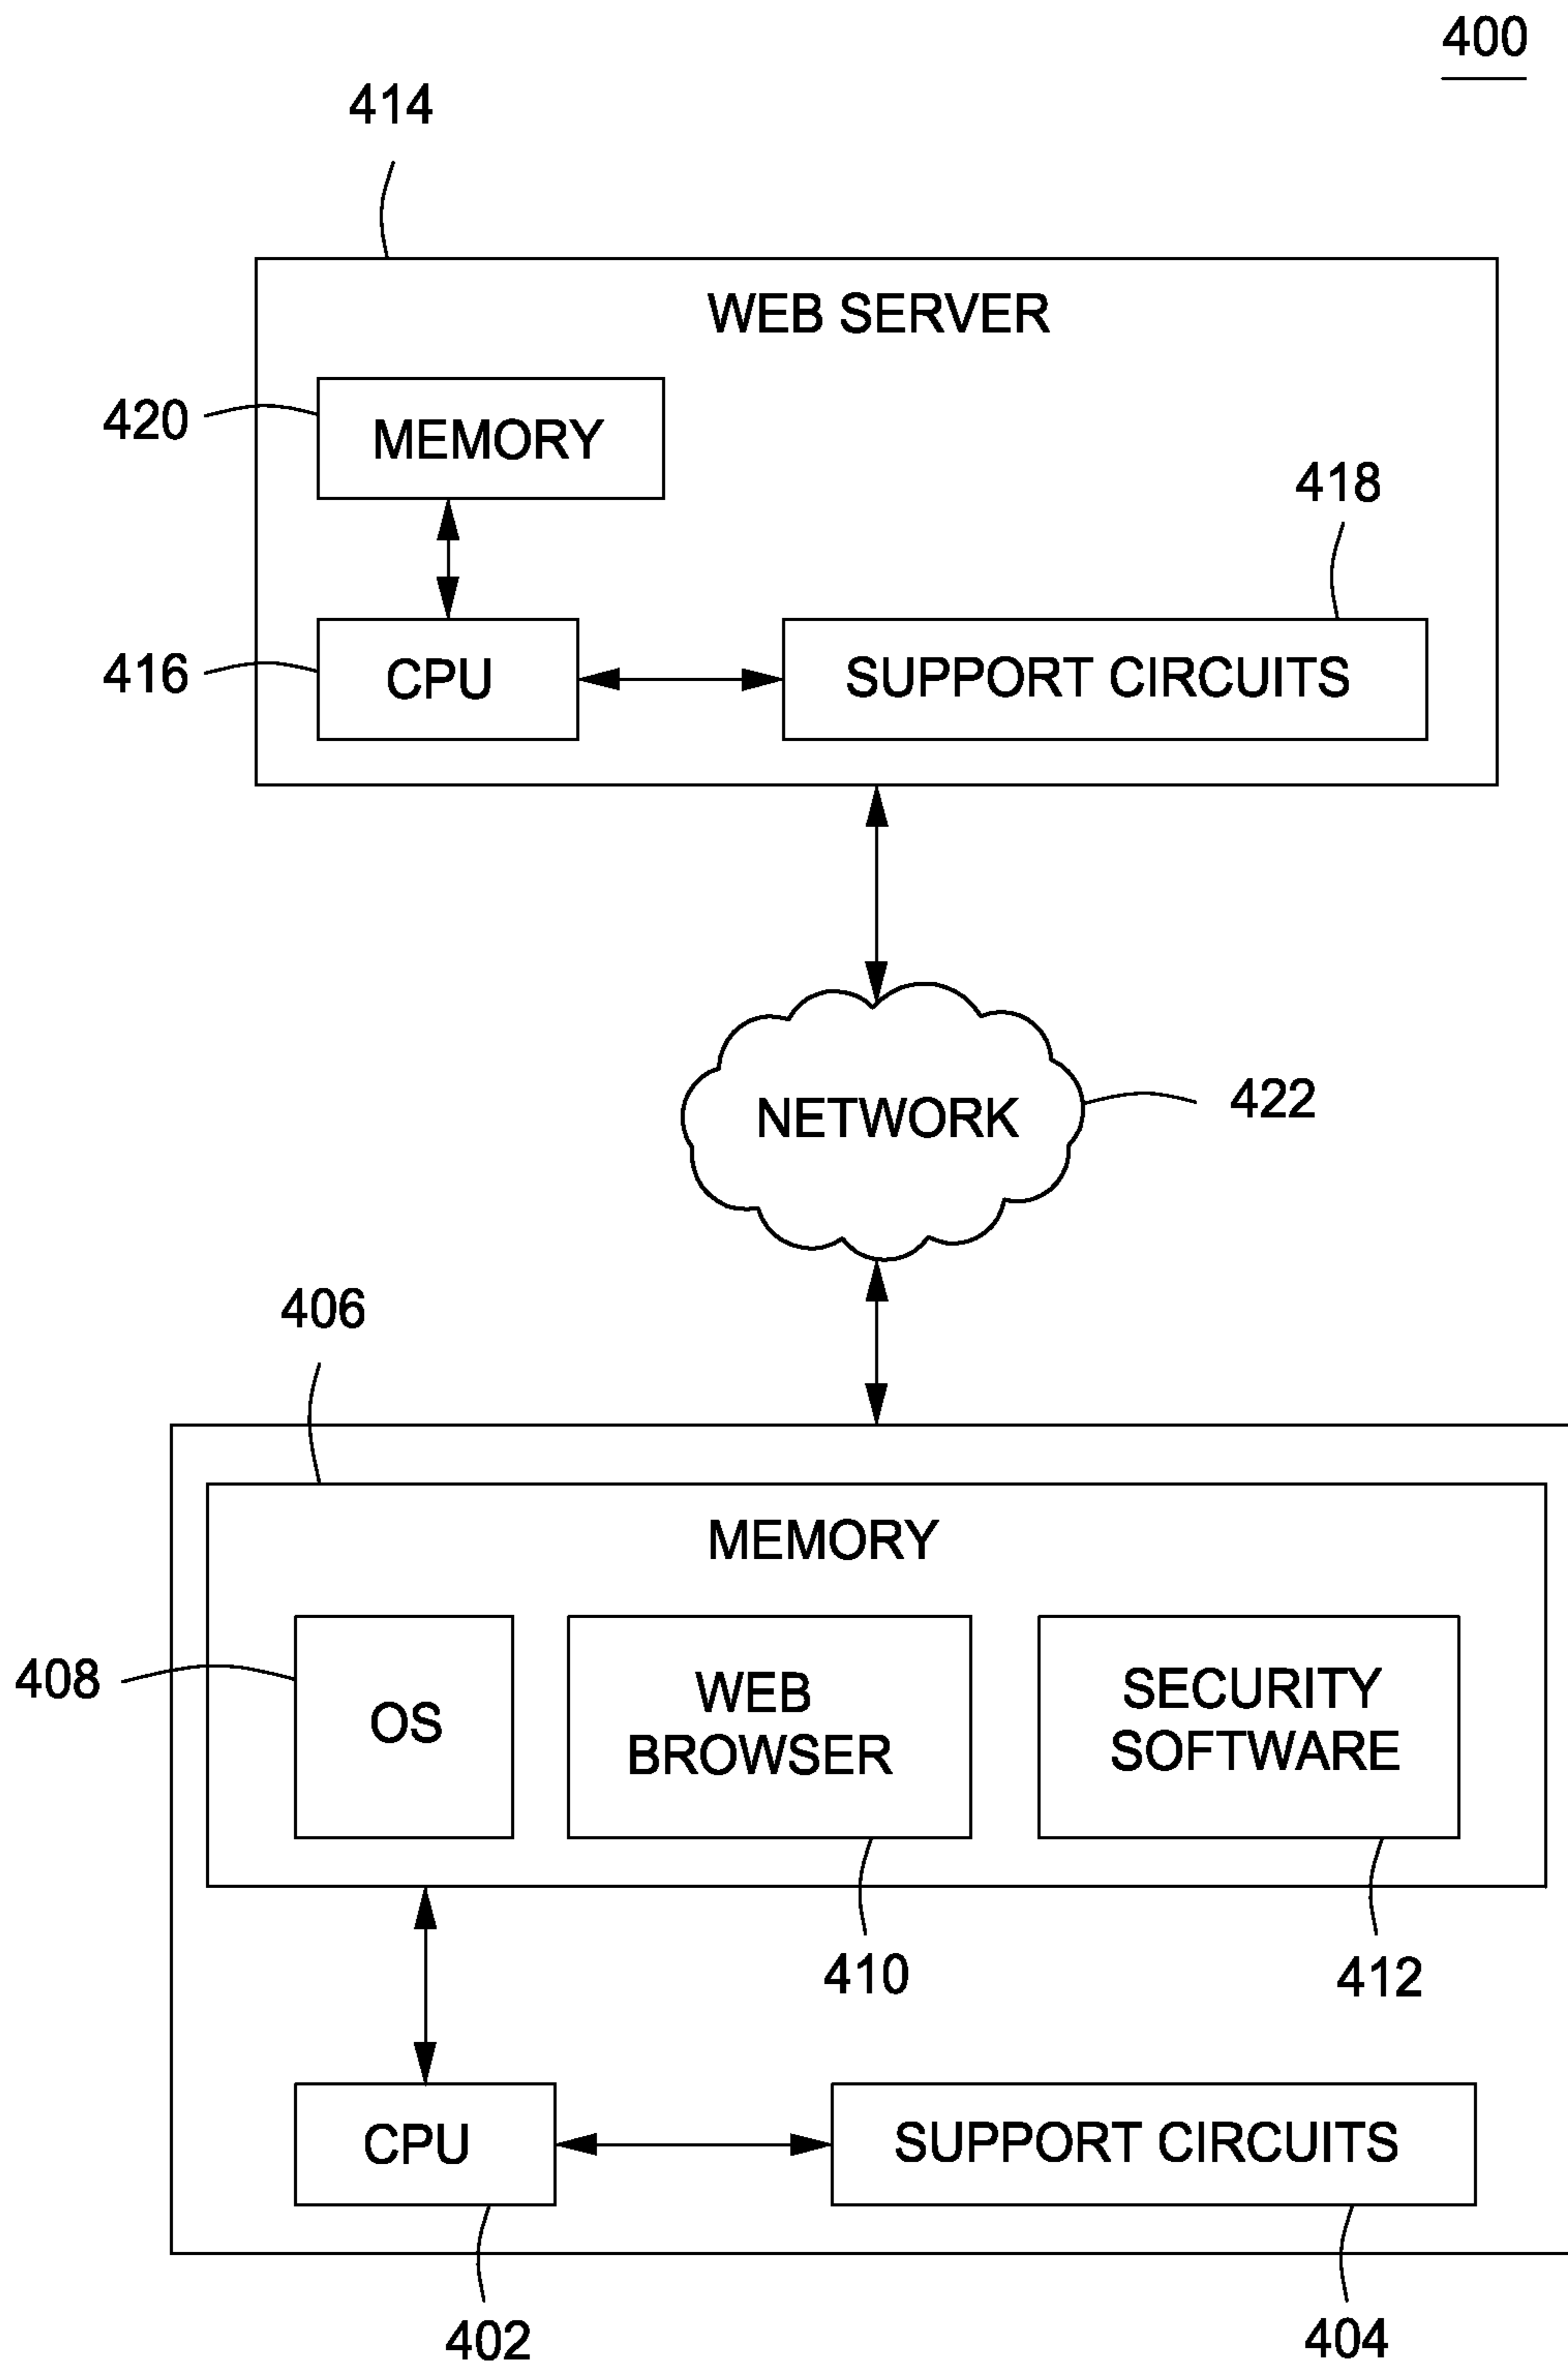 400
414
WEB SERVER
420
MEMORY
418
416
CPU
SUPPORT CIRCUITS
NETWORK
422
406
MEMORY
408
OS
WEB
BROWSER
SECURITY
SOFTWARE
410
412
CPU
SUPPORT CIRCUITS
402
404